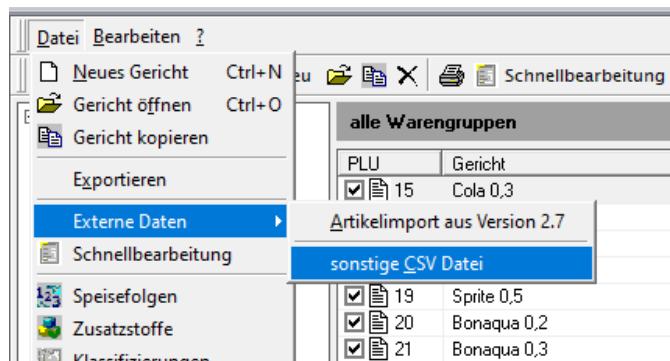 Datei Bearbeiten ?
Neues Gericht Ctrl+N
Gericht öffnen Ctrl+O
Gericht kopieren
Exportieren
Externe Daten
Schnellbearbeitung
Speisefolgen
Zusatzstoffe
Klassifizierungen
Schnellbearbeitung
alle Warengruppen
PLU Gericht
15 Cola 0,3
Artikelimport aus Version 2.7
sonstige CSV Datei
19 Sprite 0,5
20 Bonaqua 0,2
21 Bonaqua 0,3